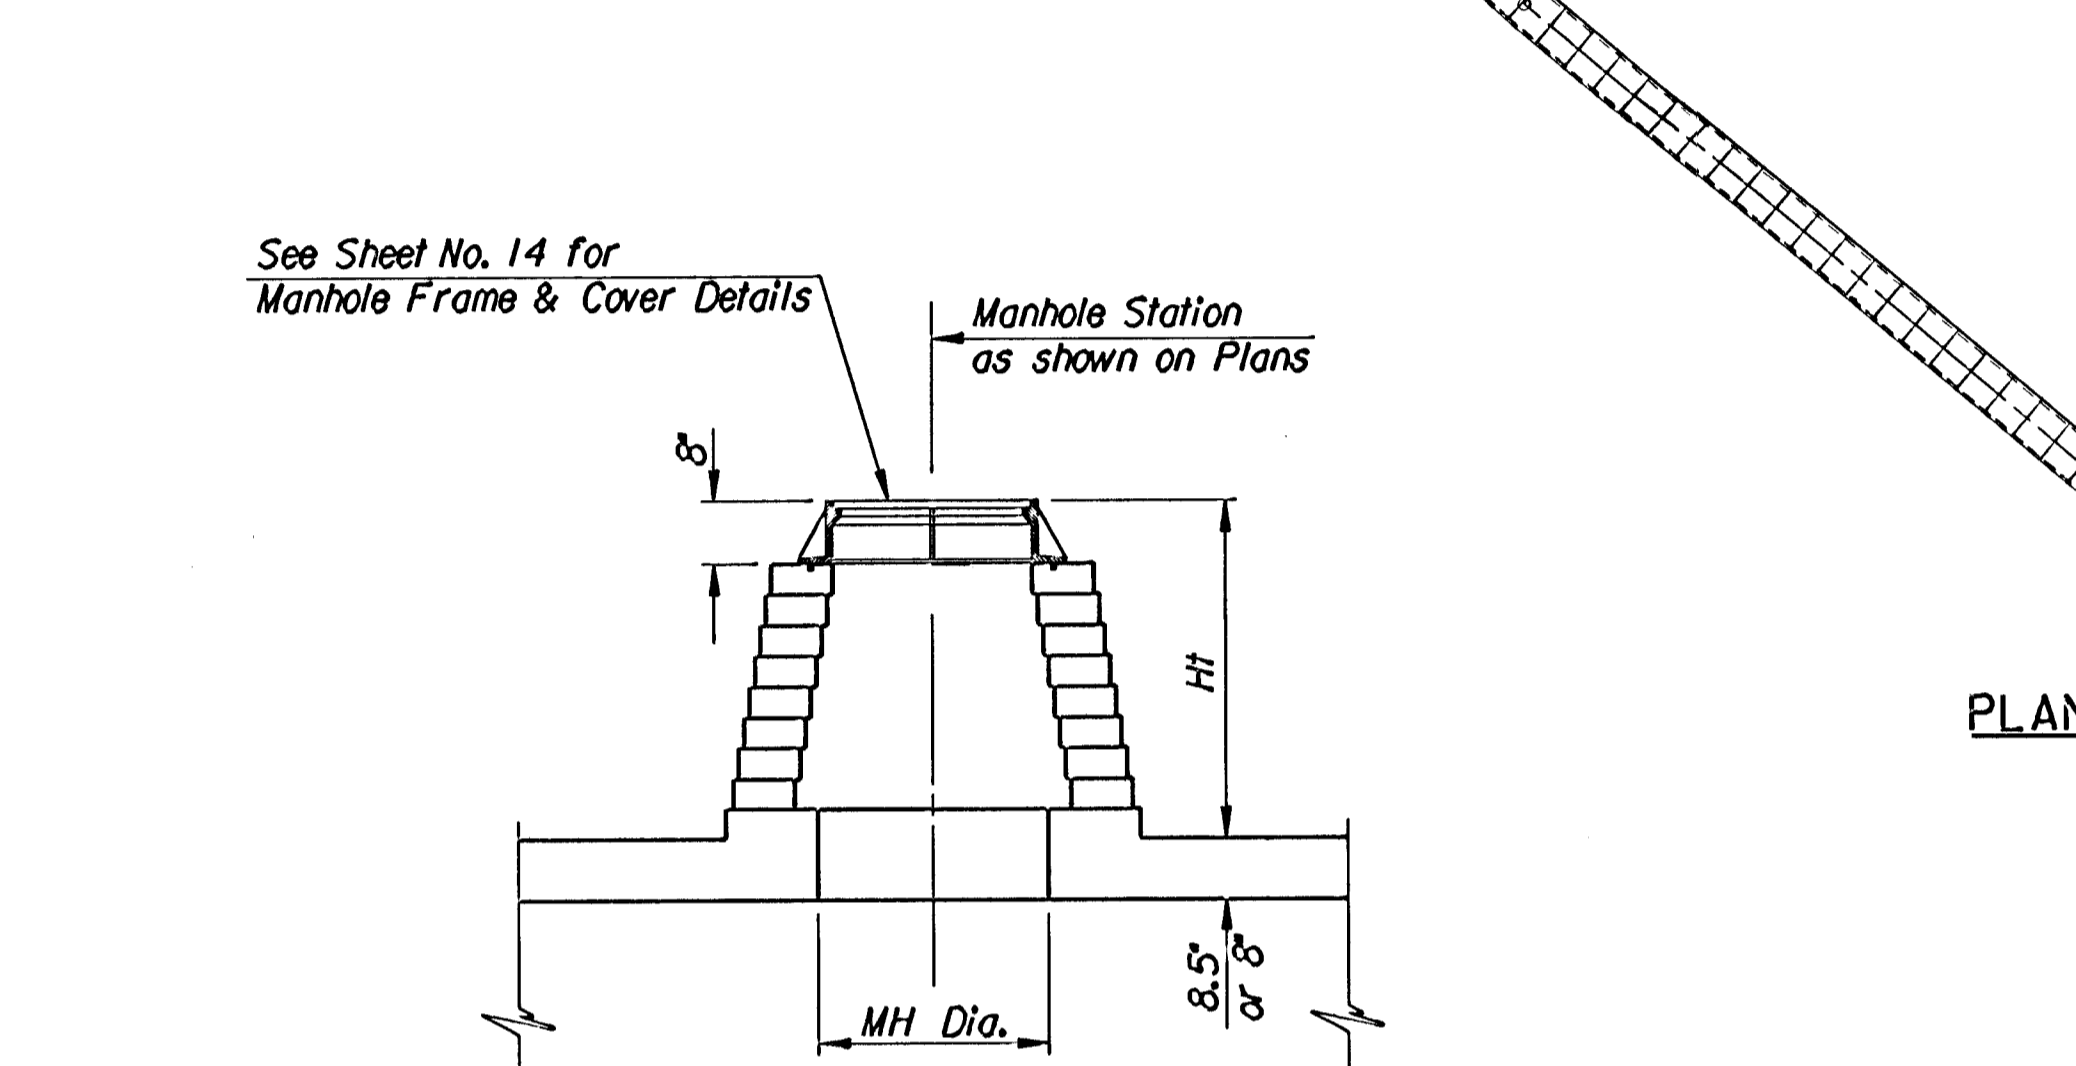 See Sheet No. 14 for
Manhole Frame & Cover Details
Manhole Station
as shown on Plans
8"
Ht
PLAN
8.5"
or 8"
MH Dia.